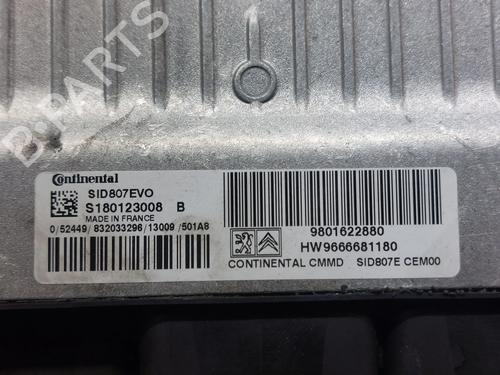 B-PARTS
Continental
SID807EVO
S180123008 B
MADE IN FRANCE
0/52449/832033296/13009/501A8
9801622880
HW9666681180
CONTINENTAL CMMD SID807E CEM00